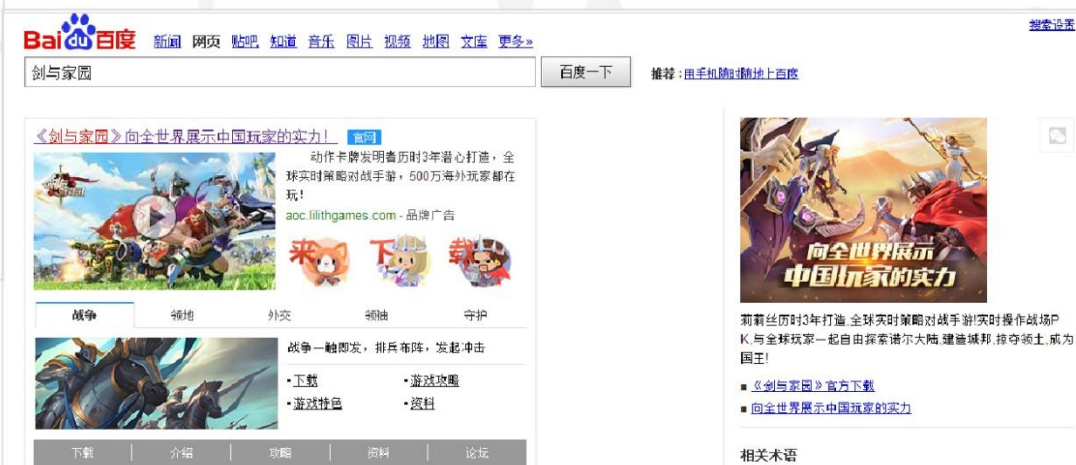 搜索设置
Bai du 百度 新闻 网页 贴吧 知道 音乐 图片 视频 地图 文库 更多»
剑与家园 百度一下 推荐：用手机随时随地上百度
《剑与家园》向全世界展示中国玩家的实力！ 官网
动作卡牌发明者历时3年潜心打造，全
球实时策略对战手游，500万海外玩家都在
玩！
aoc.lilithgames.com - 品牌广告
来 下 载
战争 领地 外交 领袖 守护
战争一触即发，排兵布阵，发起冲击
·下载 ·游戏攻略
·游戏特色 ·资料
下载 介绍 攻略 资料 论坛
向全世界展示
中国玩家的实力
莉莉丝历时3年打造,全球实时策略对战手游!实时操作战场P
K,与全球玩家一起自由探索诺尔大陆,建造城邦,掠夺领土,成为
国王!
■ 《剑与家园》官方下载
■ 向全世界展示中国玩家的实力
相关术语